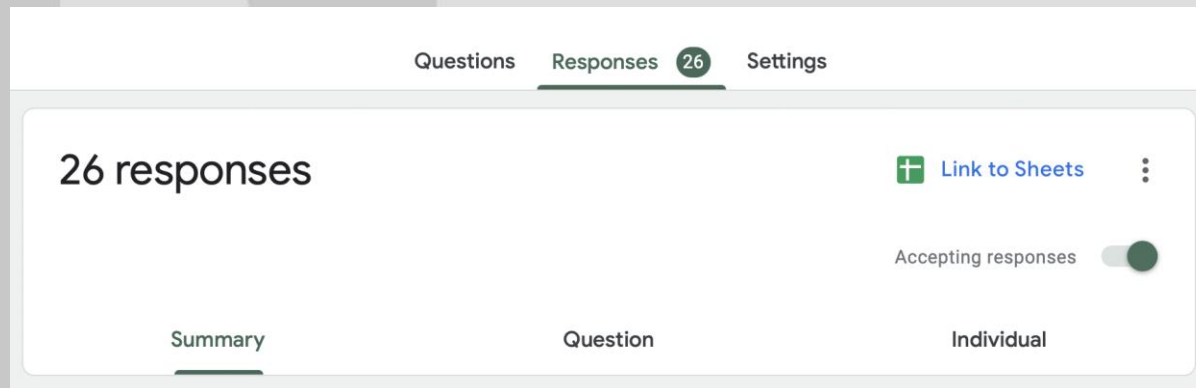 Questions Responses 26 Settings
26 responses Link to Sheets
Accepting responses
Summary Question Individual